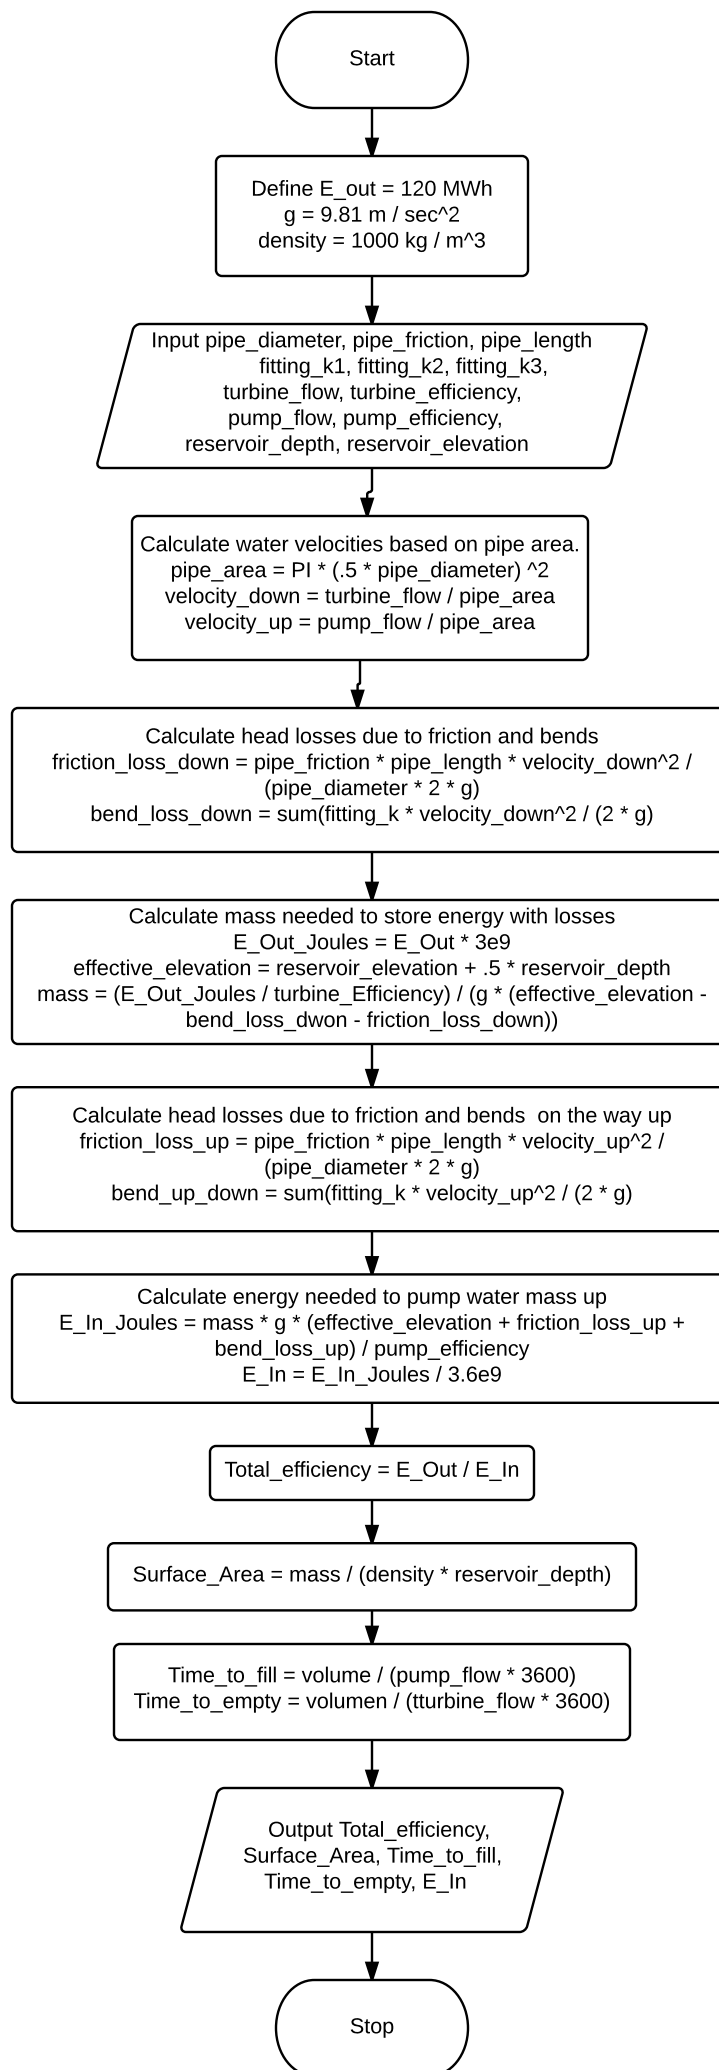 Start
Define E_out = 120 MWh
g = 9.81 m / sec^2
density = 1000 kg / m^3
Input pipe_diameter, pipe_friction, pipe_length
fitting_k1, fitting_k2, fitting_k3,
turbine_flow, turbine_efficiency,
pump_flow, pump_efficiency,
reservoir_depth, reservoir_elevation
Calculate water velocities based on pipe area.
pipe_area = PI * (.5 * pipe_diameter) ^2
velocity_down = turbine_flow / pipe_area
velocity_up = pump_flow / pipe_area
Calculate head losses due to friction and bends
friction_loss_down = pipe_friction * pipe_length * velocity_down^2 /
(pipe_diameter * 2 * g)
bend_loss_down = sum(fitting_k * velocity_down^2 / (2 * g)
Calculate mass needed to store energy with losses
E_Out_Joules = E_Out * 3e9
effective_elevation = reservoir_elevation + .5 * reservoir_depth
mass = (E_Out_Joules / turbine_Efficiency) / (g * (effective_elevation -
bend_loss_dwon - friction_loss_down))
Calculate head losses due to friction and bends  on the way up
friction_loss_up = pipe_friction * pipe_length * velocity_up^2 /
(pipe_diameter * 2 * g)
bend_up_down = sum(fitting_k * velocity_up^2 / (2 * g)
Calculate energy needed to pump water mass up
E_In_Joules = mass * g * (effective_elevation + friction_loss_up +
bend_loss_up) / pump_efficiency
E_In = E_In_Joules / 3.6e9
Total_efficiency = E_Out / E_In
Surface_Area = mass / (density * reservoir_depth)
Time_to_fill = volume / (pump_flow * 3600)
Time_to_empty = volumen / (tturbine_flow * 3600)
Output Total_efficiency,
Surface_Area, Time_to_fill,
Time_to_empty, E_In
Stop